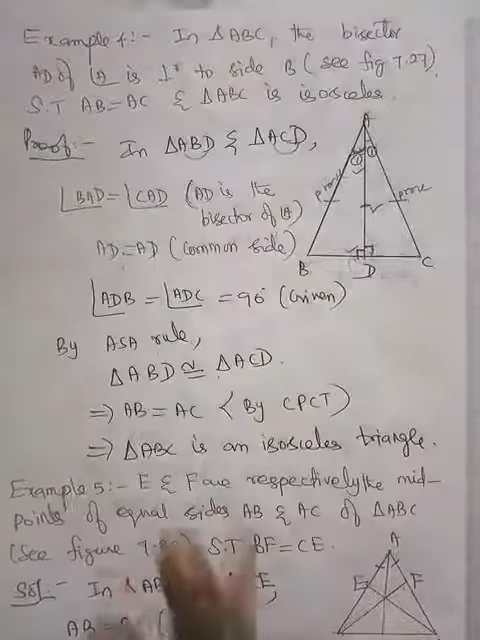 Example 4:- In ΔABC, the bisector
AD of ∠A is ⊥r to side B (see fig 7.27).
S.T AB=AC & ΔABC is isosceles.
Proof:- In ΔABD & ΔACD,
∠BAD = ∠CAD (AD is the
bisector of ∠A)
AD=AD (common side)
∠ADB = ∠ADC = 90° (Given)
By ASA rule,
ΔABD ≅ ΔACD.
⇒ AB = AC (By CPCT)
⇒ ΔABC is an isosceles triangle.
A
prove
prove
B
D
C
Example 5:- E & F are respectively the mid-
points of equal sides AB & AC of ΔABC
(See figure S.T BF=CE.
Sol:- In E,
AB=
A
E
F